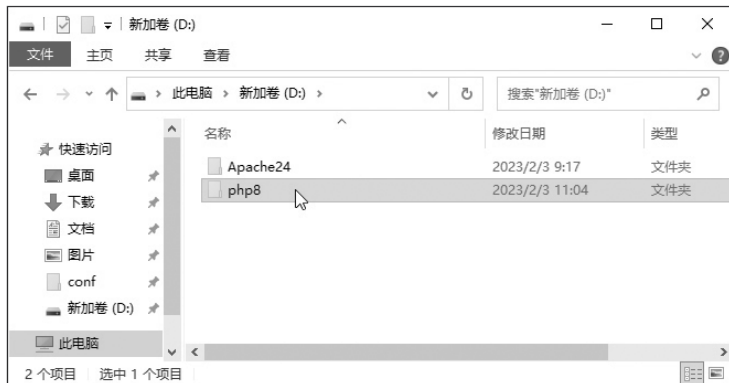 新加卷 (D:)
文件 主页 共享 查看
此电脑 新加卷 (D:) 搜索"新加卷 (D:)"
名称 修改日期 类型
快速访问
Apache24 2023/2/3 9:17 文件夹
桌面
php8 2023/2/3 11:04 文件夹
下载
文档
图片
conf
新加卷 (D:)
此电脑
2 个项目 选中 1 个项目